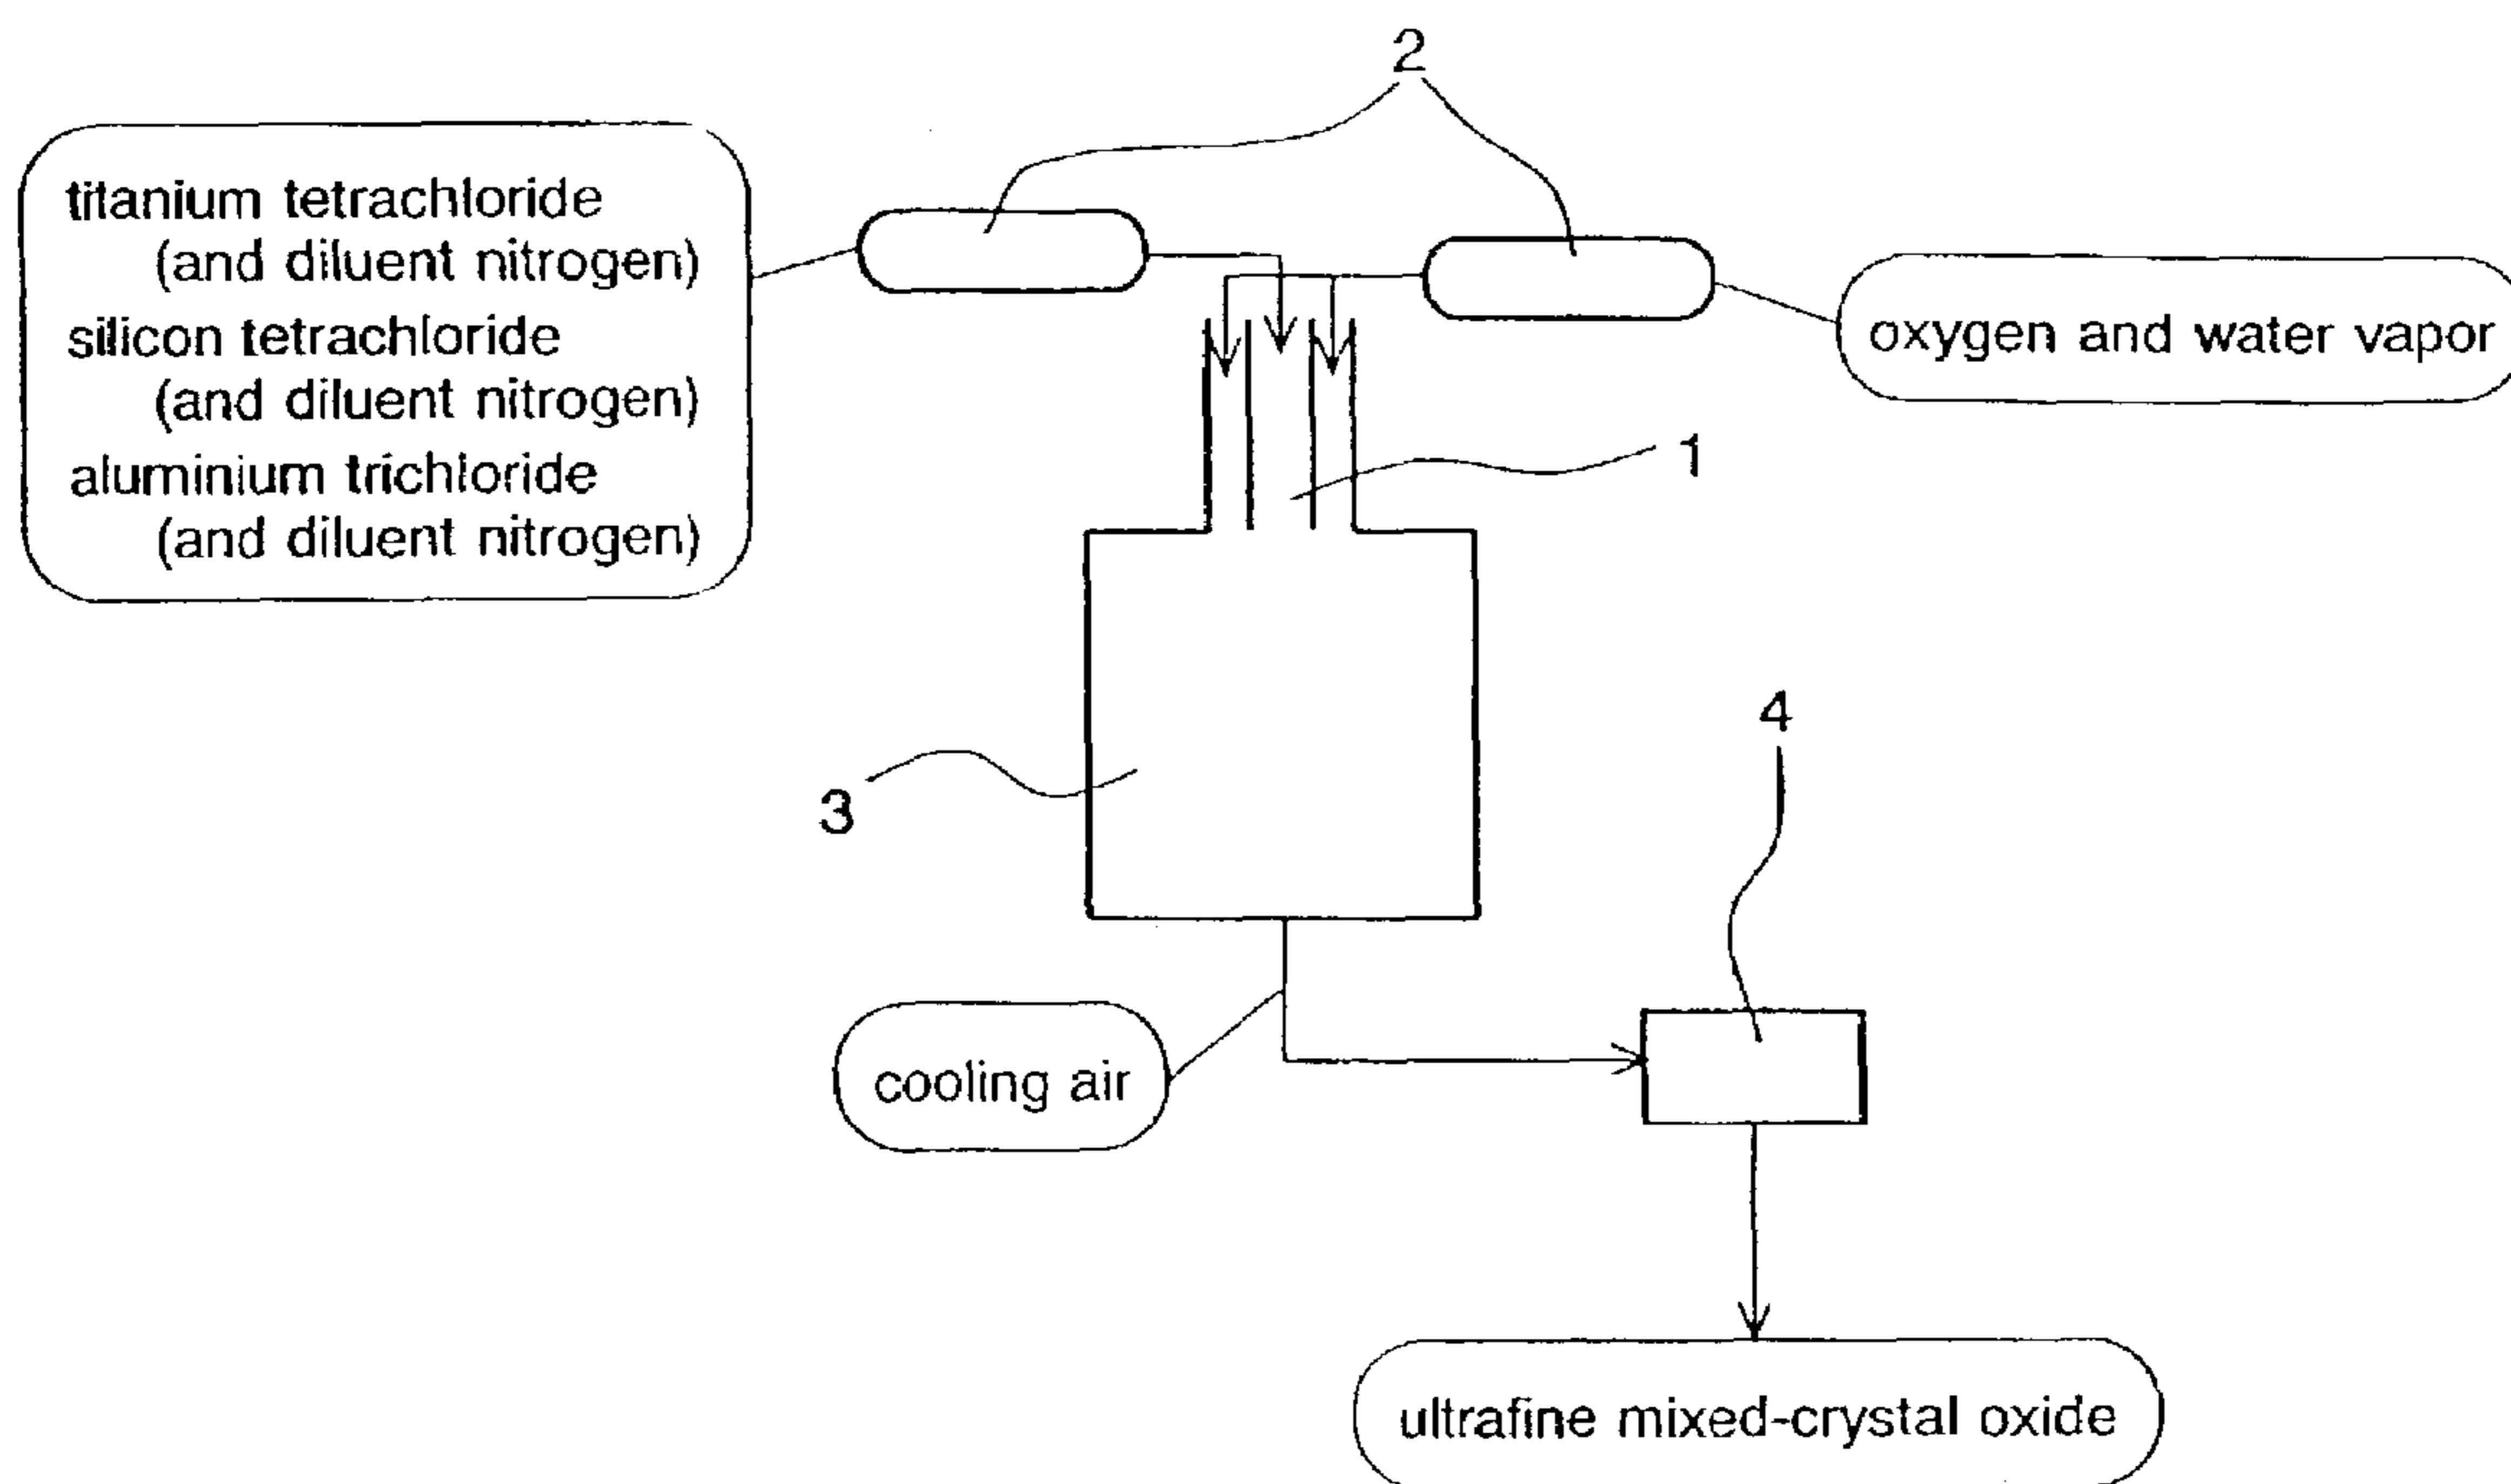 2
titanium tetrachloride
(and diluent nitrogen)
silicon tetrachloride
(and diluent nitrogen)
aluminium trichloride
(and diluent nitrogen)
oxygen and water vapor
1
3
4
cooling air
ultrafine mixed-crystal oxide